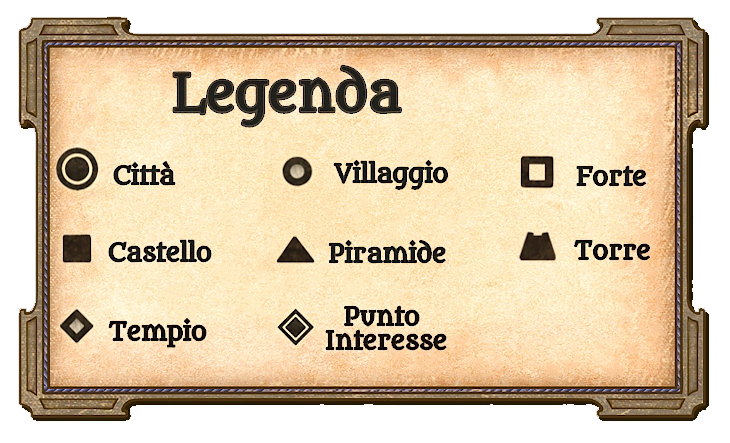 Legenda
Città
Villaggio
Forte
Castello
Piramide
Torre
Tempio
Punto
Interesse